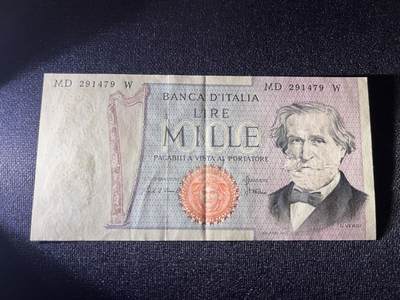 MD 291479 W
MD 291479 W
BANCA D'ITALIA
LIRE
MILLE
PAGABILI A VISTA AL PORTATORE
G. VERDI